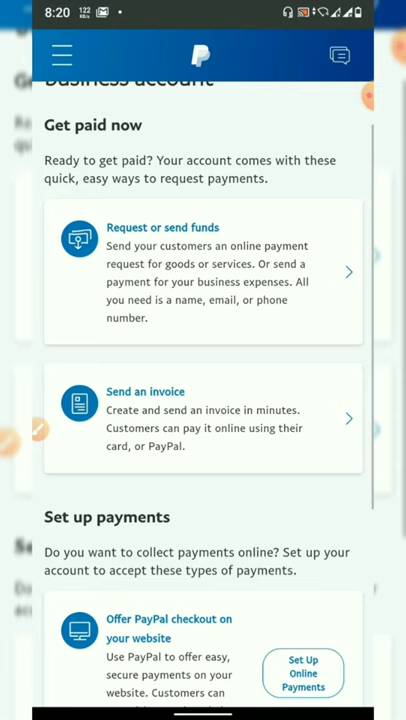 8:20
122
KB/s
business account
Get paid now
Ready to get paid? Your account comes with these
quick, easy ways to request payments.
Request or send funds
Send your customers an online payment
request for goods or services. Or send a
payment for your business expenses. All
you need is a name, email, or phone
number.
Send an invoice
Create and send an invoice in minutes.
Customers can pay it online using their
card, or PayPal.
Set up payments
Do you want to collect payments online? Set up your
account to accept these types of payments.
Offer PayPal checkout on
your website
Use PayPal to offer easy,
secure payments on your
website. Customers can
Set Up
Online
Payments